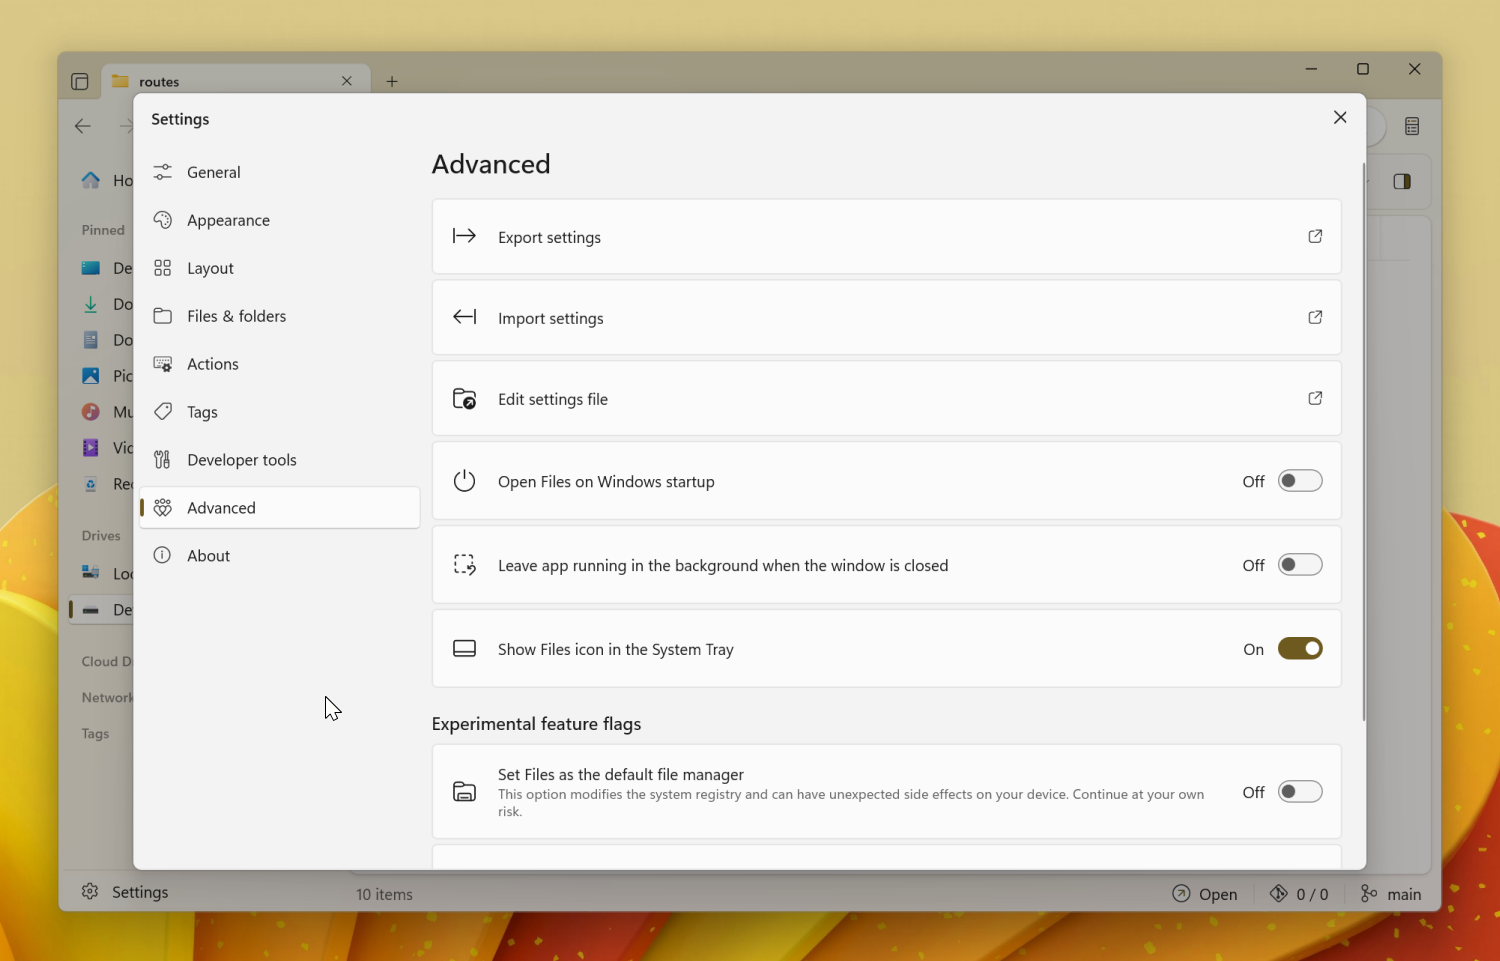 routes
Settings
General
Appearance
Layout
Files & folders
Actions
Tags
Developer tools
Advanced
About
Advanced
Export settings
Import settings
Edit settings file
Open Files on Windows startup
Off
Leave app running in the background when the window is closed
Off
Show Files icon in the System Tray
On
Experimental feature flags
Set Files as the default file manager
This option modifies the system registry and can have unexpected side effects on your device. Continue at your own
risk.
Off
Ho
Pinned
De
Do
Do
Pic
Mu
Vid
Rec
Drives
Loc
De
Cloud D
Network
Tags
Settings
10 items
Open
0 / 0
main